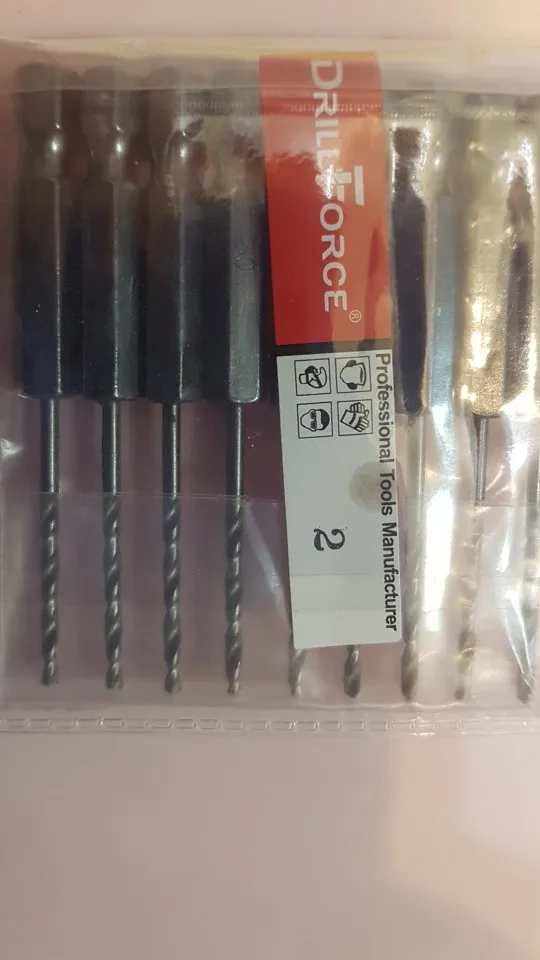 DRILLFORCE®
Professional Tools Manufacturer
2